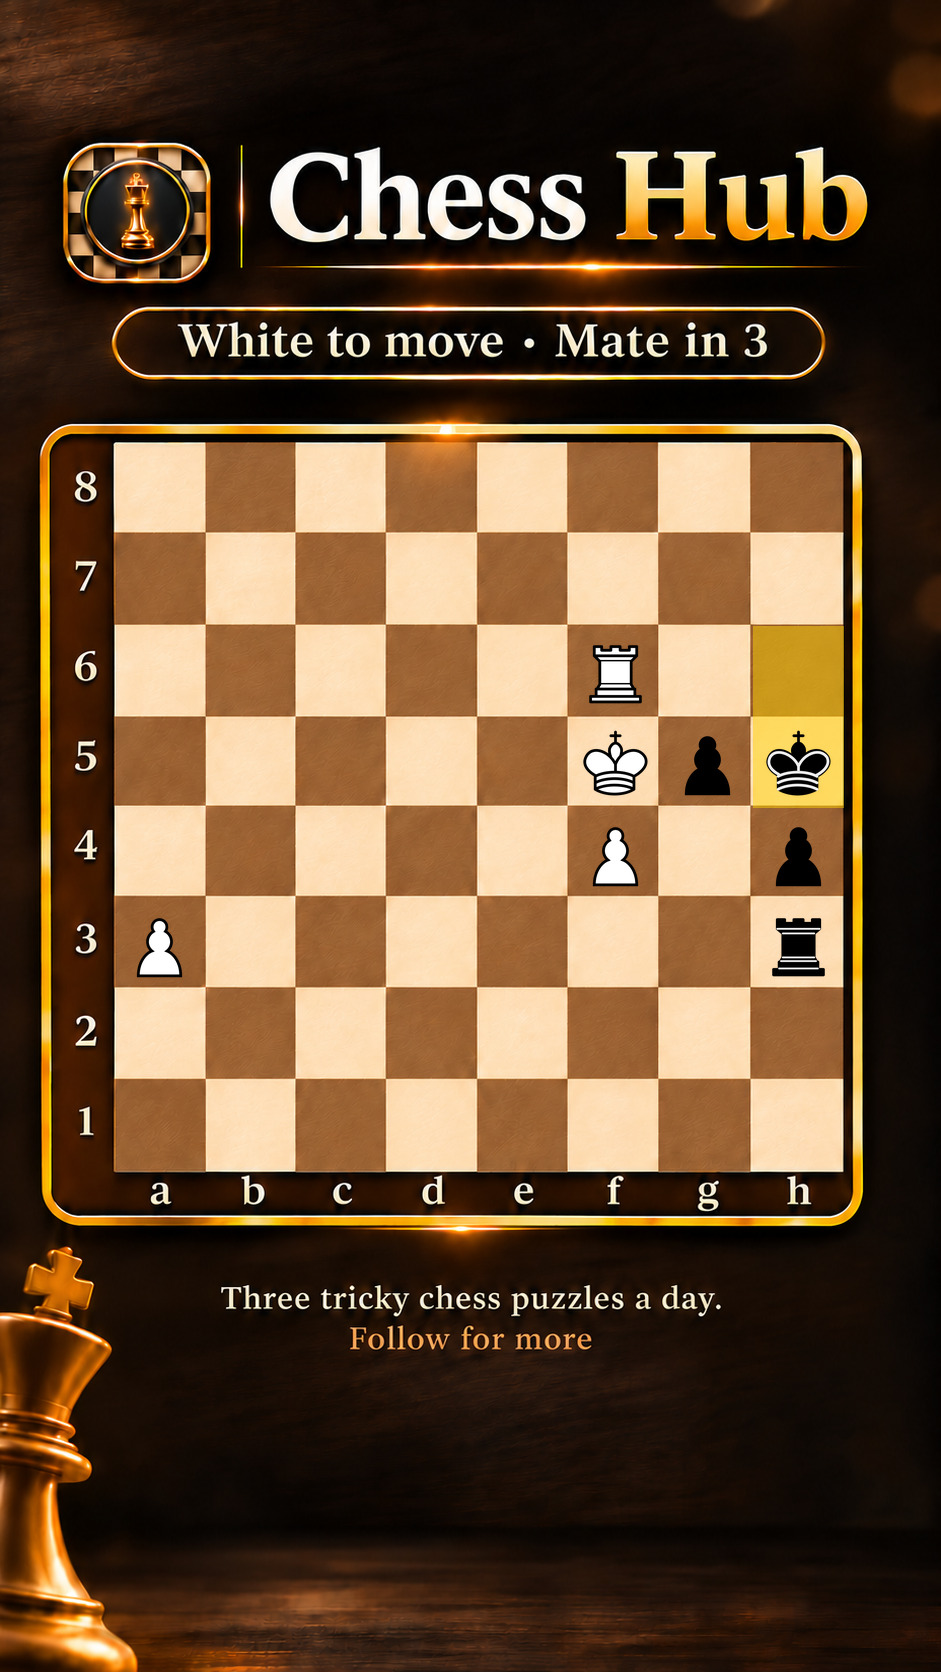 Chess Hub
White to move • Mate in 3
8
7
6
5
4
3
2
1
a b c d e f g h
Three tricky chess puzzles a day.
Follow for more